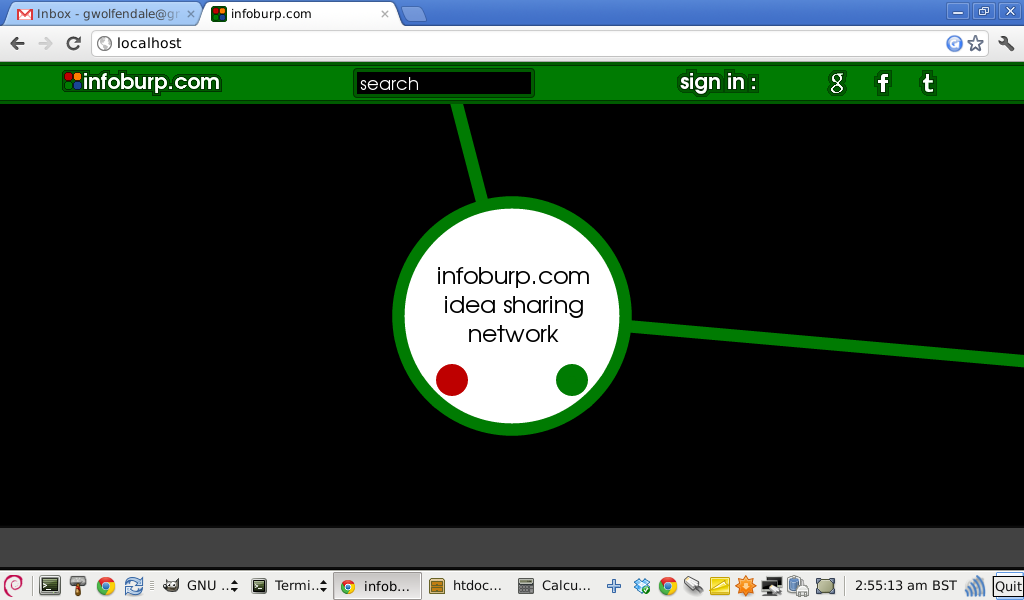 Inbox - gwolfendale@gr
infoburp.com
localhost
infoburp.com
search
sign in :
g
f
t
infoburp.com
idea sharing
network
GNU ..
Termi..
infob...
htdoc...
Calcu...
2:55:13 am BST
Quit